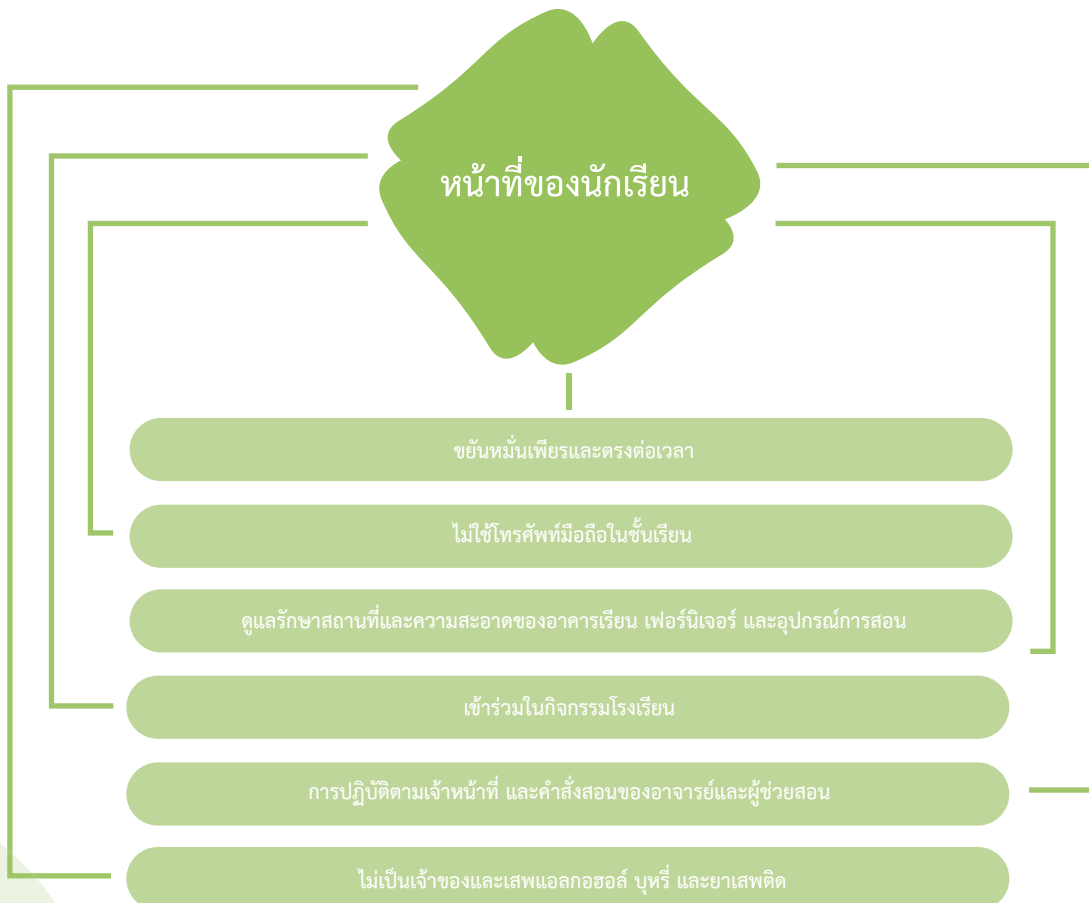 หน้าที่ของนักเรียน
ขยันหมั่นเพียรและตรงต่อเวลา
ไม่ใช้โทรศัพท์มือถือในชั้นเรียน
ดูแลรักษาสถานที่และความสะอาดของอาคารเรียน เฟอร์นิเจอร์ และอุปกรณ์การสอน
เข้าร่วมในกิจกรรมโรงเรียน
การปฏิบัติตามเจ้าหน้าที่ และคำสั่งสอนของอาจารย์และผู้ช่วยสอน
ไม่เป็นเจ้าของและเสพแอลกอฮอล์ บุหรี่ และยาเสพติด